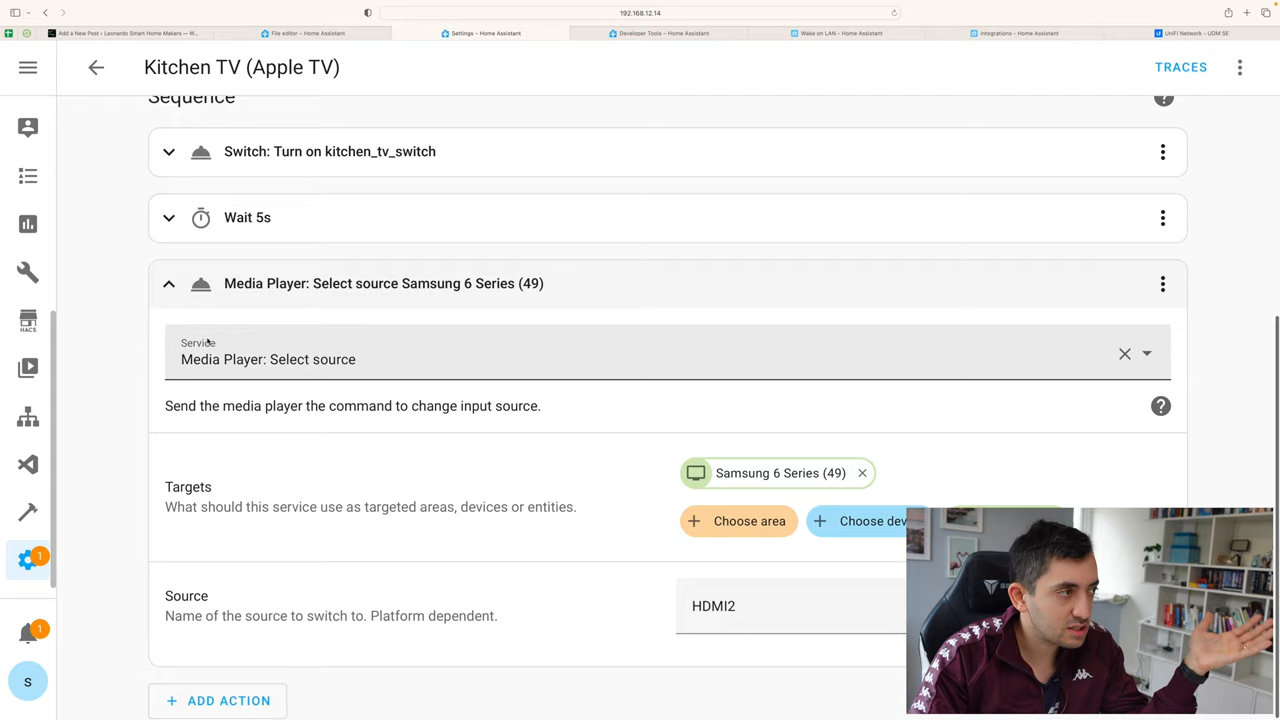 192.168.12.14
Add a New Post ‹ Leonardo Smart Home Makers — W...
File editor – Home Assistant
Settings – Home Assistant
Developer Tools – Home Assistant
Wake on LAN - Home Assistant
Integrations - Home Assistant
UniFi Network - UDM SE
Kitchen TV (Apple TV)
TRACES
Sequence
Switch: Turn on kitchen_tv_switch
Wait 5s
Media Player: Select source Samsung 6 Series (49)
Service
Media Player: Select source
Send the media player the command to change input source.
Targets
What should this service use as targeted areas, devices or entities.
Samsung 6 Series (49)
Choose area
Choose dev
Source
Name of the source to switch to. Platform dependent.
HDMI2
ADD ACTION
HACS
1
1
s